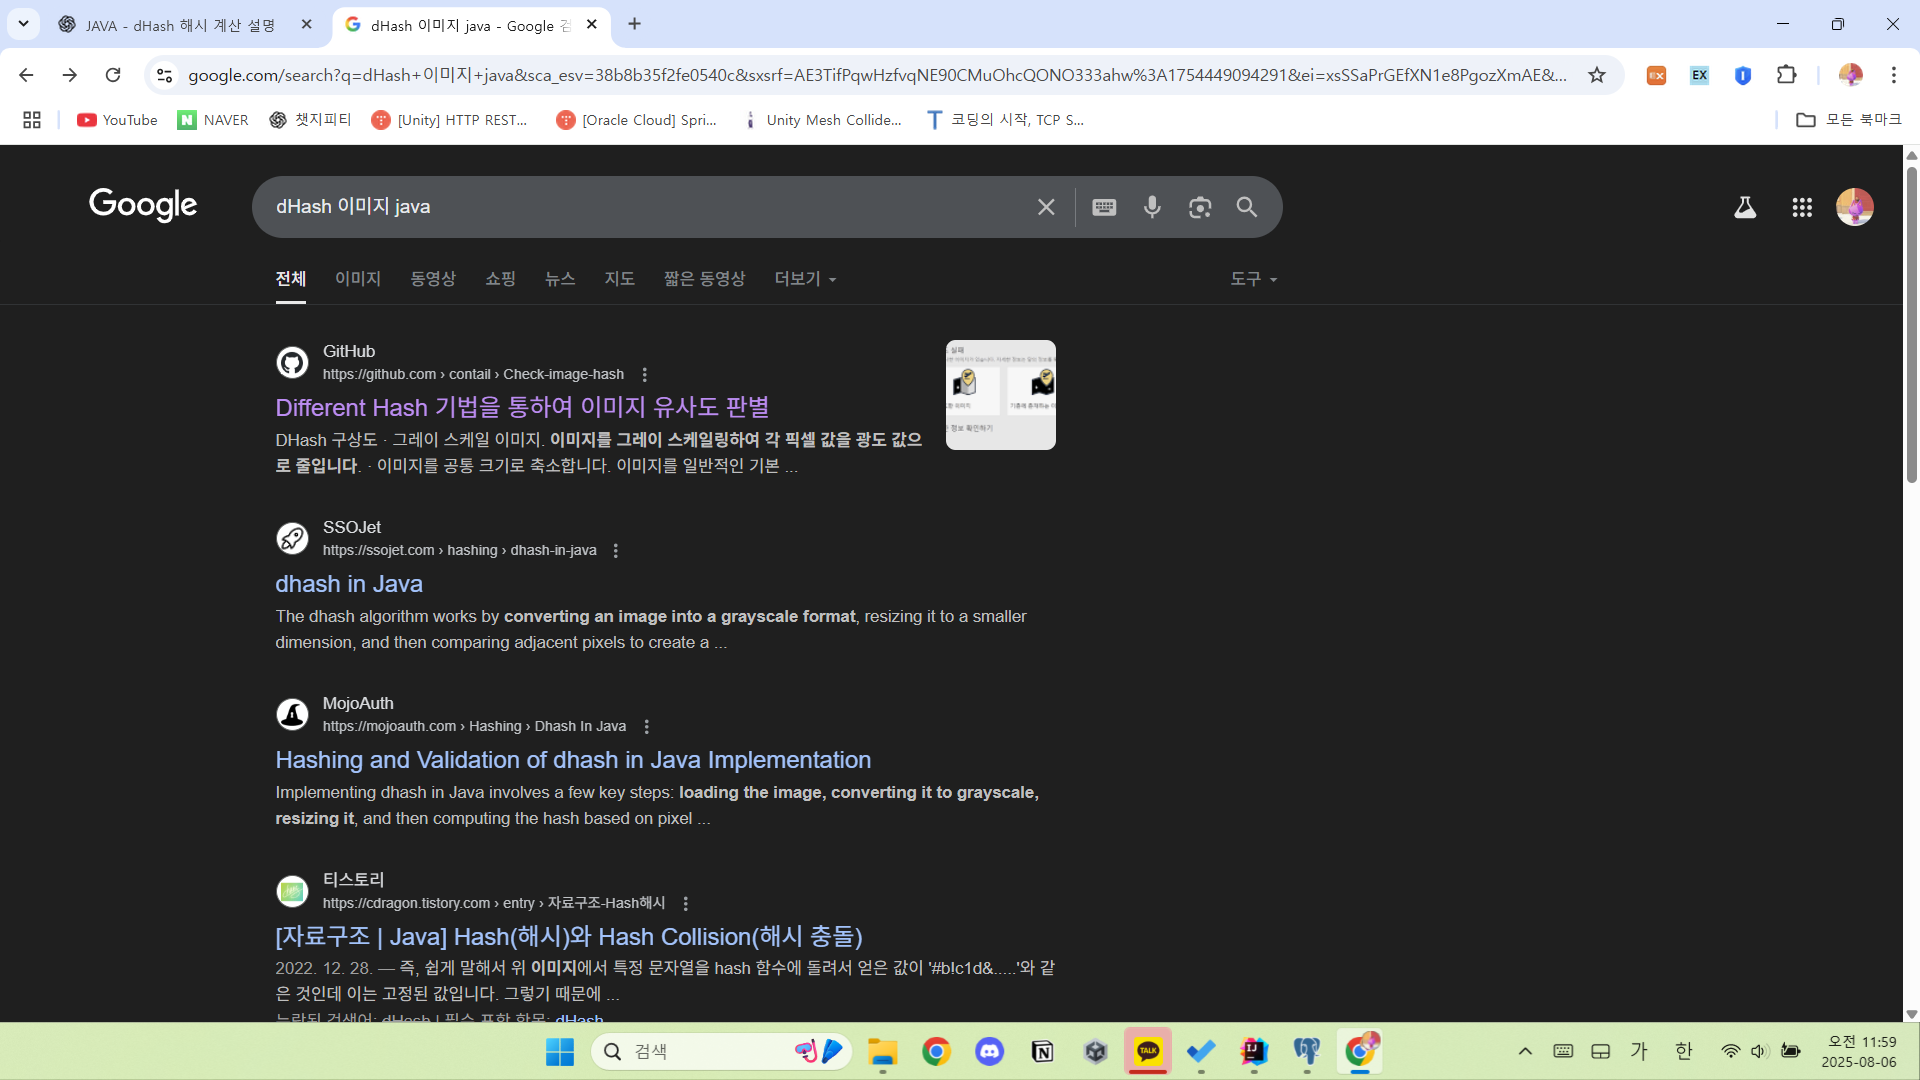 JAVA - dHash 해시 계산 설명
dHash 이미지 java - Google 검
google.com/search?q=dHash+이미지+java&sca_esv=38b8b35f2fe0540c&sxsrf=AE3TifPqwHzfvqNE90CMuOhcQONO333ahw%3A1754449094291&ei=xsSSaPrGEfXN1e8PgozXmAE&...
EX
YouTube
NAVER
챗지피티
[Unity] HTTP REST...
[Oracle Cloud] Spri...
Unity Mesh Collide...
코딩의 시작, TCP S...
모든 북마크
Google
dHash 이미지 java
전체
이미지
동영상
쇼핑
뉴스
지도
짧은 동영상
더보기
도구
GitHub
https://github.com › contail › Check-image-hash
Different Hash 기법을 통하여 이미지 유사도 판별
DHash 구상도 · 그레이 스케일 이미지. 이미지를 그레이 스케일링하여 각 픽셀 값을 광도 값으
로 줄입니다. · 이미지를 공통 크기로 축소합니다. 이미지를 일반적인 기본 ...
SSOJet
https://ssojet.com › hashing › dhash-in-java
dhash in Java
The dhash algorithm works by converting an image into a grayscale format, resizing it to a smaller
dimension, and then comparing adjacent pixels to create a ...
MojoAuth
https://mojoauth.com › Hashing › Dhash In Java
Hashing and Validation of dhash in Java Implementation
Implementing dhash in Java involves a few key steps: loading the image, converting it to grayscale,
resizing it, and then computing the hash based on pixel ...
티스토리
https://cdragon.tistory.com › entry › 자료구조-Hash해시
[자료구조 | Java] Hash(해시)와 Hash Collision(해시 충돌)
2022. 12. 28. — 즉, 쉽게 말해서 위 이미지에서 특정 문자열을 hash 함수에 돌려서 얻은 값이 '#b!c1d&.....'와 같
은 것인데 이는 고정된 값입니다. 그렇기 때문에 ...
누락된 검색어: dHash | 필수 포함 항목: dHash
검색
TALK
가
한
오전 11:59
2025-08-06